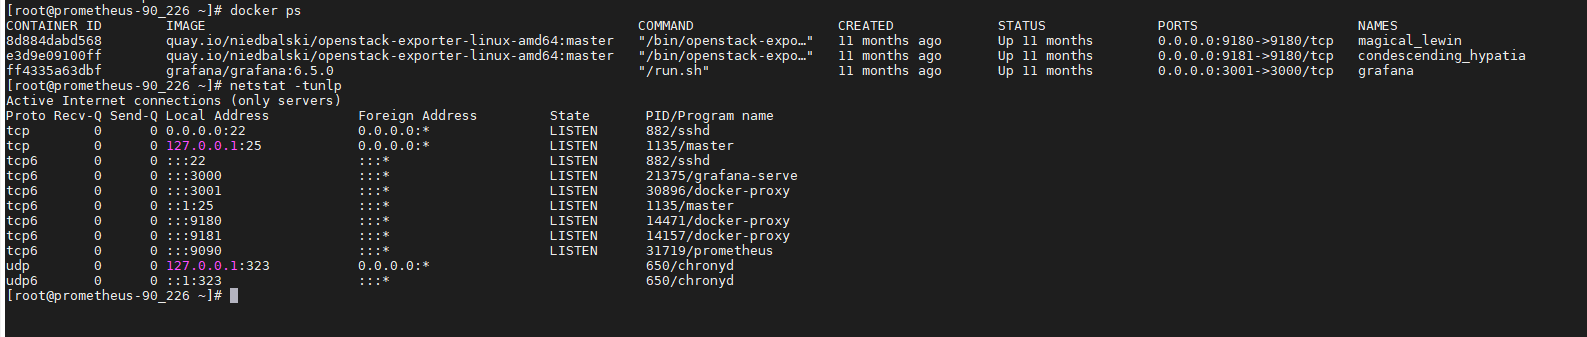 [root@prometheus-90_226 ~]# docker ps
CONTAINER ID        IMAGE                                                      COMMAND                  CREATED             STATUS              PORTS                    NAMES
8d884dabd568        quay.io/niedbalski/openstack-exporter-linux-amd64:master   "/bin/openstack-expo…"   11 months ago       Up 11 months        0.0.0.0:9180->9180/tcp   magical_lewin
e3d9e09100ff        quay.io/niedbalski/openstack-exporter-linux-amd64:master   "/bin/openstack-expo…"   11 months ago       Up 11 months        0.0.0.0:9181->9180/tcp   condescending_hypatia
ff4335a63dbf        grafana/grafana:6.5.0                                      "/run.sh"                11 months ago       Up 11 months        0.0.0.0:3001->3000/tcp   grafana
[root@prometheus-90_226 ~]# netstat -tunlp
Active Internet connections (only servers)
Proto Recv-Q Send-Q Local Address           Foreign Address         State       PID/Program name
tcp        0      0 0.0.0.0:22              0.0.0.0:*               LISTEN      882/sshd
tcp        0      0 127.0.0.1:25            0.0.0.0:*               LISTEN      1135/master
tcp6       0      0 :::22                   :::*                    LISTEN      882/sshd
tcp6       0      0 :::3000                 :::*                    LISTEN      21375/grafana-serve
tcp6       0      0 :::3001                 :::*                    LISTEN      30896/docker-proxy
tcp6       0      0 ::1:25                  :::*                    LISTEN      1135/master
tcp6       0      0 :::9180                 :::*                    LISTEN      14471/docker-proxy
tcp6       0      0 :::9181                 :::*                    LISTEN      14157/docker-proxy
tcp6       0      0 :::9090                 :::*                    LISTEN      31719/prometheus
udp        0      0 127.0.0.1:323           0.0.0.0:*                           650/chronyd
udp6       0      0 ::1:323                 :::*                                650/chronyd
[root@prometheus-90_226 ~]#